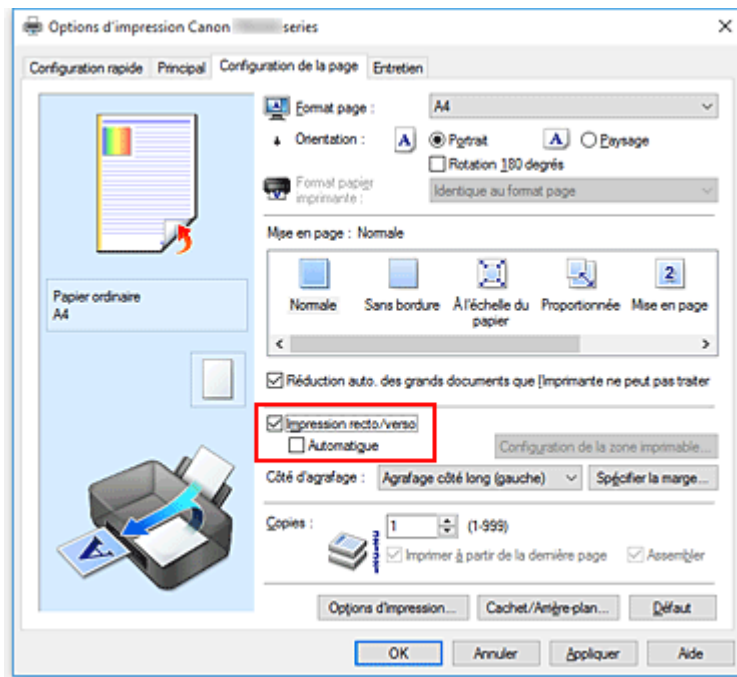 Options d'impression Canon series
Configuration rapide Principal Configuration de la page Entretien
Format page : A4
Orientation : A Portrait A Paysage
Rotation 180 degrés
Format papier
imprimante : Identique au format page
Mise en page : Normale
2
Normale Sans bordure À l'échelle du
papier Proportionnée Mise en page
Papier ordinaire
A4
Réduction auto. des grands documents que l'imprimante ne peut pas traiter
Impression recto/verso
Automatique Configuration de la zone imprimable...
Côté d'agrafage : Agrafage côté long (gauche) Spécifier la marge...
Copies : 1 (1-999)
Imprimer à partir de la dernière page Assembler
A
Options d'impression... Cachet/Arrière-plan... Défaut
OK Annuler Appliquer Aide